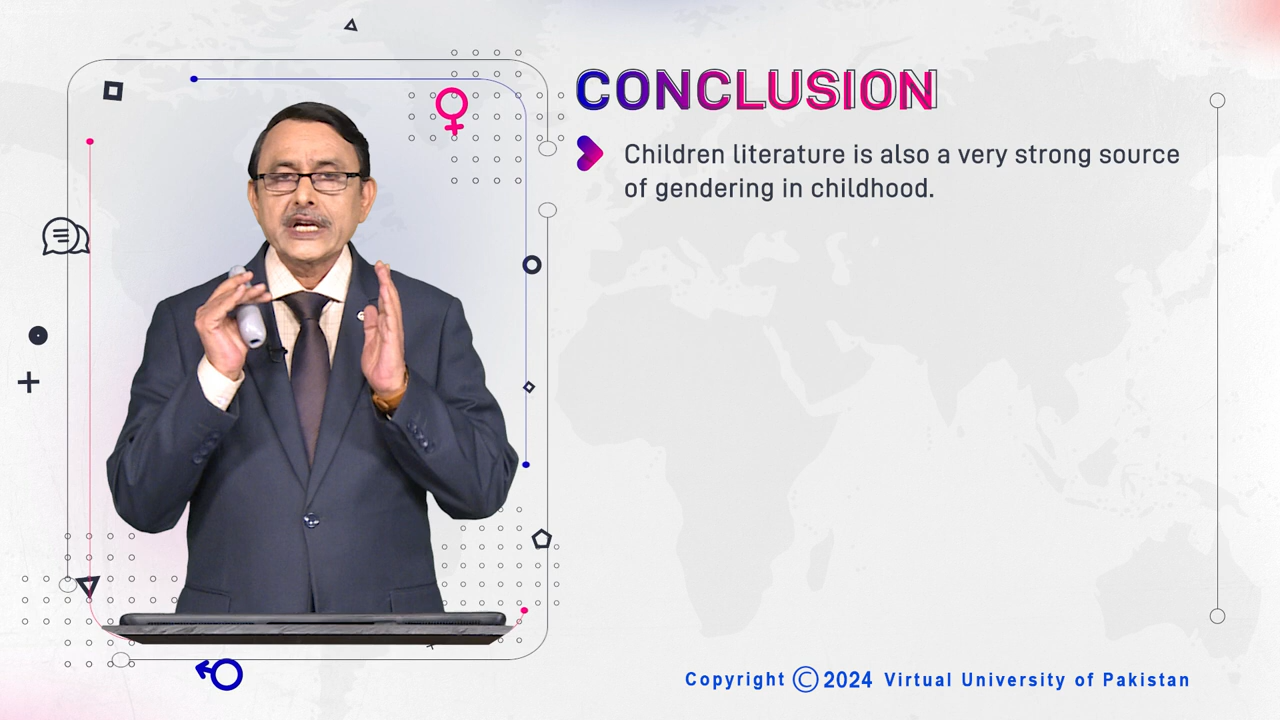 CONCLUSION
Children literature is also a very strong source
of gendering in childhood.
Copyright © 2024 Virtual University of Pakistan